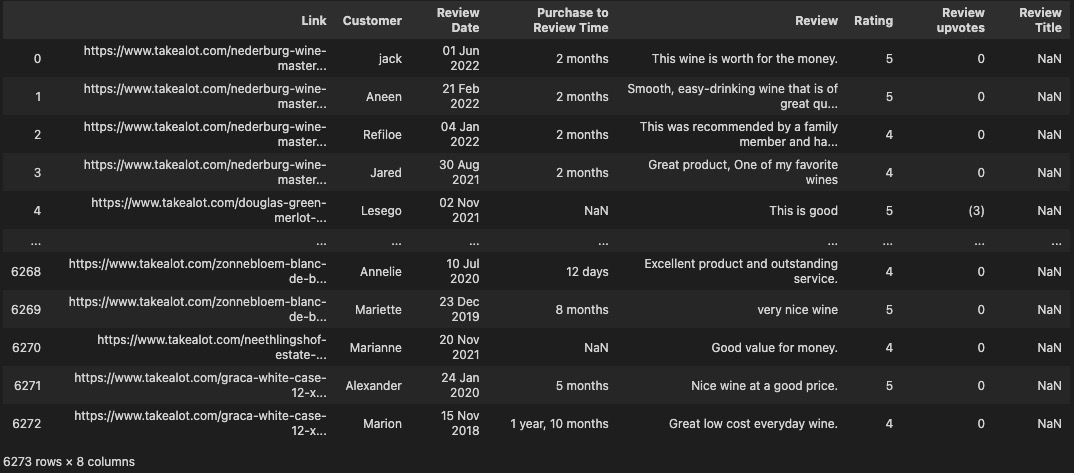 Link Customer Review Date Purchase to Review Time Review Rating Review upvotes Review Title
0 https://www.takealot.com/nederburg-wine-master... jack 01 Jun 2022 2 months This wine is worth for the money. 5 0 NaN
1 https://www.takealot.com/nederburg-wine-master... Aneen 21 Feb 2022 2 months Smooth, easy-drinking wine that is of great qu... 5 0 NaN
2 https://www.takealot.com/nederburg-wine-master... Refiloe 04 Jan 2022 2 months This was recommended by a family member and ha... 4 0 NaN
3 https://www.takealot.com/nederburg-wine-master... Jared 30 Aug 2021 2 months Great product, One of my favorite wines 4 0 NaN
4 https://www.takealot.com/douglas-green-merlot-... Lesego 02 Nov 2021 NaN This is good 5 (3) NaN
... ... ... ... ... ... ... ... ...
6268 https://www.takealot.com/zonnebloem-blanc-de-b... Annelie 10 Jul 2020 12 days Excellent product and outstanding service. 4 0 NaN
6269 https://www.takealot.com/zonnebloem-blanc-de-b... Mariette 23 Dec 2019 8 months very nice wine 5 0 NaN
6270 https://www.takealot.com/neethlingshof-estate-... Marianne 20 Nov 2021 NaN Good value for money. 4 0 NaN
6271 https://www.takealot.com/graca-white-case-12-x... Alexander 24 Jan 2020 5 months Nice wine at a good price. 5 0 NaN
6272 https://www.takealot.com/graca-white-case-12-x... Marion 15 Nov 2018 1 year, 10 months Great low cost everyday wine. 4 0 NaN
6273 rows × 8 columns